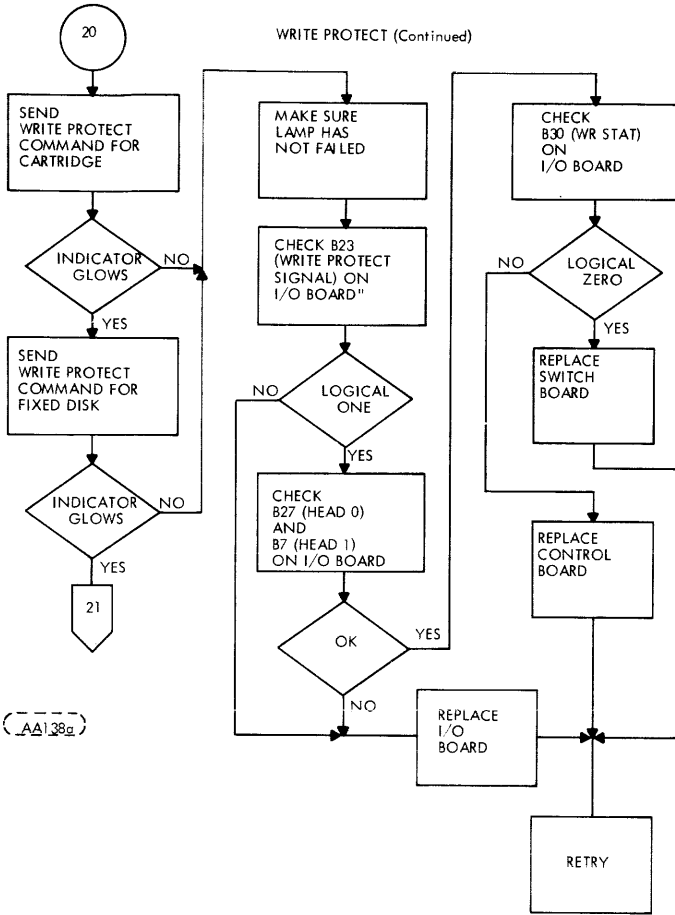 WRITE PROTECT (Continued)
20
SEND
WRITE PROTECT
COMMAND FOR
CARTRIDGE
INDICATOR
GLOWS
NO
YES
SEND
WRITE PROTECT
COMMAND FOR
FIXED DISK
INDICATOR
GLOWS
NO
YES
21
MAKE SURE
LAMP HAS
NOT FAILED
CHECK B23
(WRITE PROTECT
SIGNAL) ON
I/O BOARD"
NO
LOGICAL
ONE
YES
CHECK
B27 (HEAD 0)
AND
B7 (HEAD 1)
ON I/O BOARD
OK
YES
NO
REPLACE
I/O
BOARD
CHECK
B30 (WR STAT)
ON
I/O BOARD
NO
LOGICAL
ZERO
YES
REPLACE
SWITCH
BOARD
REPLACE
CONTROL
BOARD
RETRY
AA138a